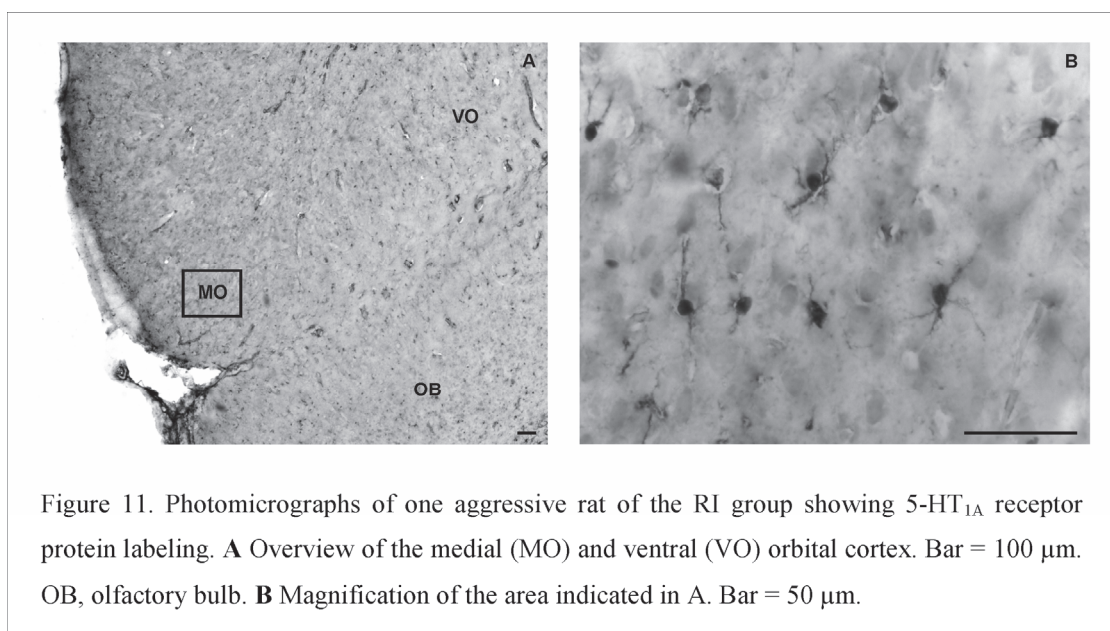 A
VO
MO
OB
B
Figure 11. Photomicrographs of one aggressive rat of the RI group showing 5-HT1A receptor
protein labeling. A Overview of the medial (MO) and ventral (VO) orbital cortex. Bar = 100 µm.
OB, olfactory bulb. B Magnification of the area indicated in A. Bar = 50 µm.